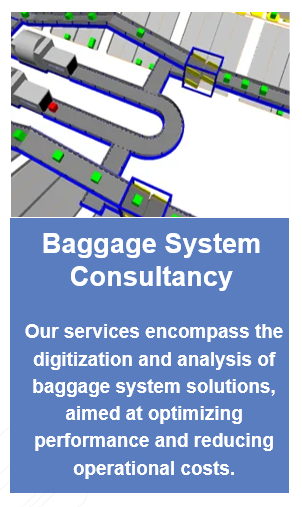 Baggage System
Consultancy
Our services encompass the
digitization and analysis of
baggage system solutions,
aimed at optimizing
performance and reducing
operational costs.